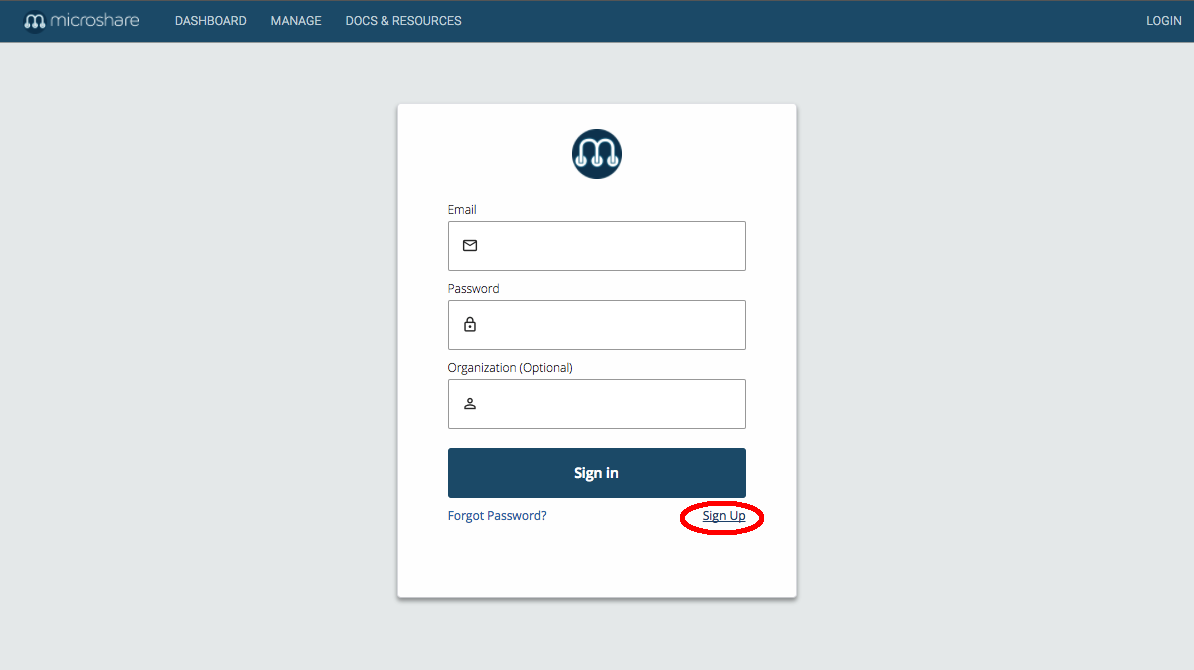 microshare DASHBOARD MANAGE DOCS & RESOURCES LOGIN
Email
Password
Organization (Optional)
Sign in
Forgot Password? Sign Up